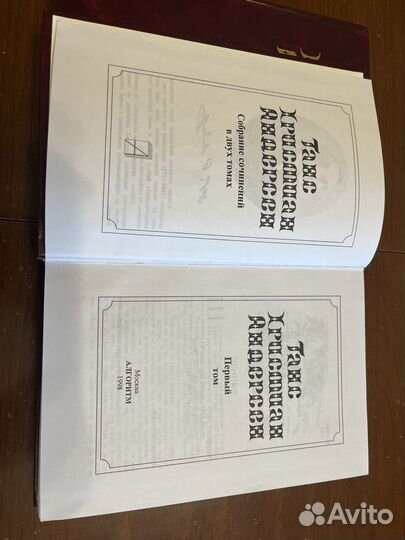 Ганс
Христиан
Андерсен
Собрание сочинений
в двух томах
Ганс
Христиан
Андерсен
Первый
том
Москва
АЛГОРИТМ
1998
Avito